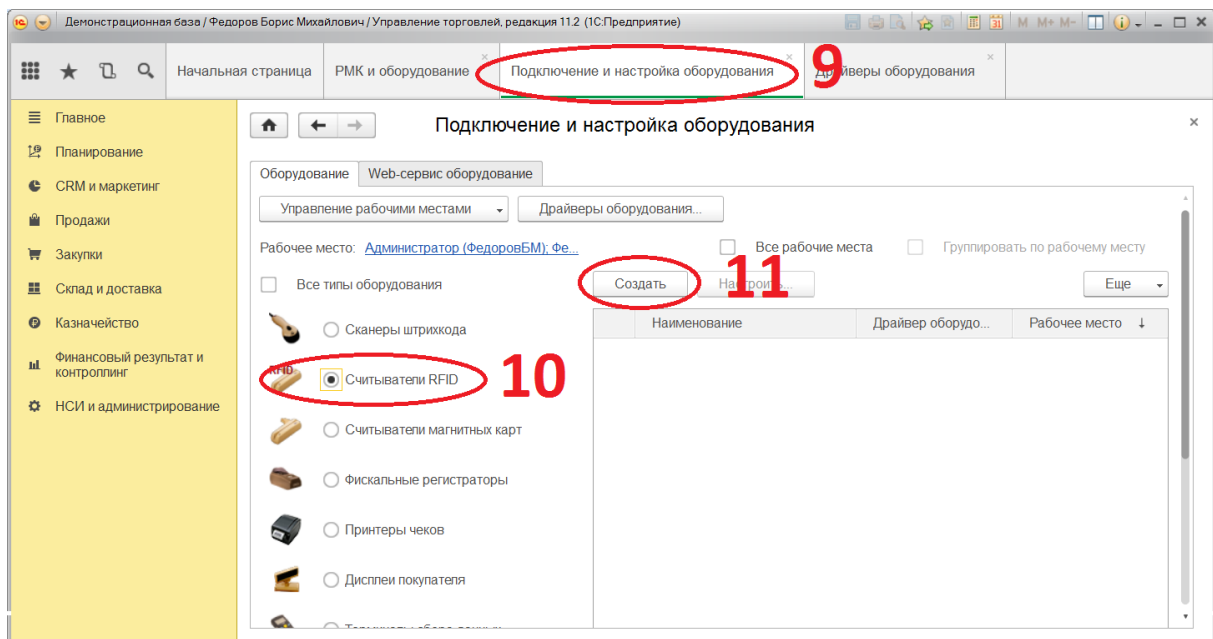 Демонстрационная база / Федоров Борис Михайлович / Управление торговлей, редакция 11.2 (1С:Предприятие)
M M+ M-
Начальная страница
РМК и оборудование
Подключение и настройка оборудования
9
Драйверы оборудования
Главное
Планирование
CRM и маркетинг
Продажи
Закупки
Склад и доставка
Казначейство
Финансовый результат и
контроллинг
НСИ и администрирование
Подключение и настройка оборудования
Оборудование
Web-сервис оборудование
Управление рабочими местами
Драйверы оборудования...
Рабочее место: Администратор (ФедоровБМ); Фе...
Все рабочие места
Группировать по рабочему месту
Все типы оборудования
Создать
11
Настроить...
Еще
Наименование
Драйвер оборудо...
Рабочее место ↓
Сканеры штрихкода
RFID
Считыватели RFID
10
Считыватели магнитных карт
Фискальные регистраторы
Принтеры чеков
Дисплеи покупателя
Терминалы сбора данных